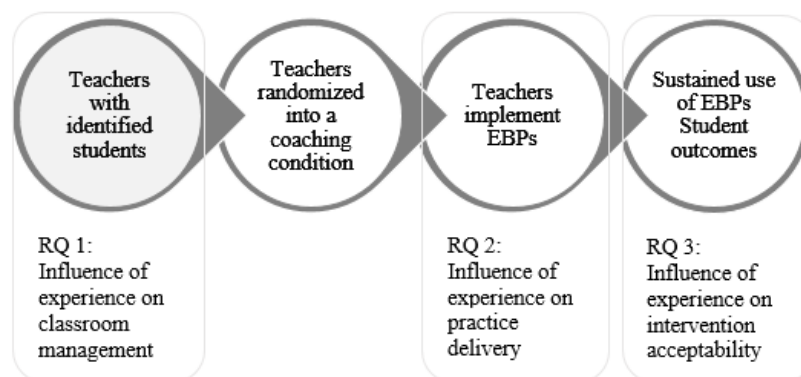 Teachers
with
identified
students
Teachers
randomized
into a
coaching
condition
Teachers
implement
EBPs
Sustained use
of EBPs
Student
outcomes
RQ 1:
Influence of
experience on
classroom
management
RQ 2:
Influence of
experience on
practice
delivery
RQ 3:
Influence of
experience on
intervention
acceptability